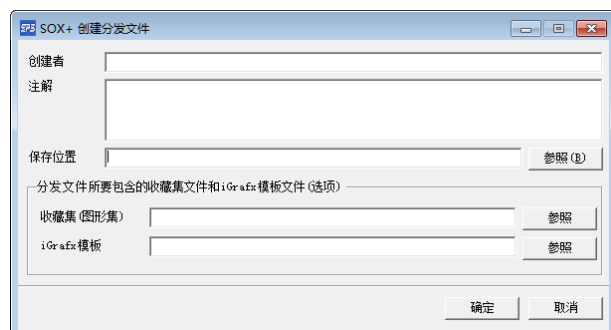 SPS SOX+ 创建分发文件
创建者
注解
保存位置 参照(R)
分发文件所要包含的收藏集文件和iGrafx模板文件(选项)
收藏集(图形集) 参照
iGrafx模板 参照
确定 取消